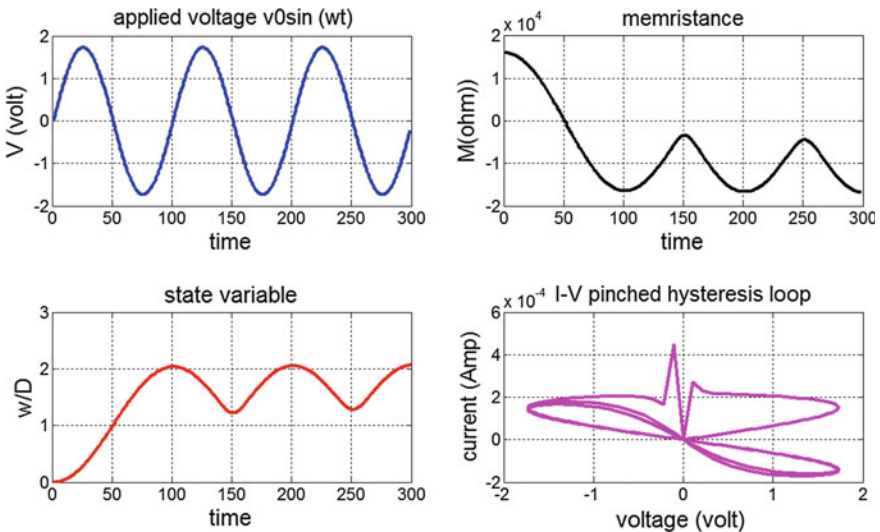 applied voltage v0sin (wt)
V (volt)
2
1
0
-1
-2
0 50 100 150 200 250 300
time
memristance
x 10^4
M(ohm))
2
1
0
-1
-2
0 50 100 150 200 250 300
time
state variable
w/D
3
2
1
0
0 50 100 150 200 250 300
time
I-V pinched hysteresis loop
x 10^-4
current (Amp)
6
4
2
0
-2
-2 -1 0 1 2
voltage (volt)